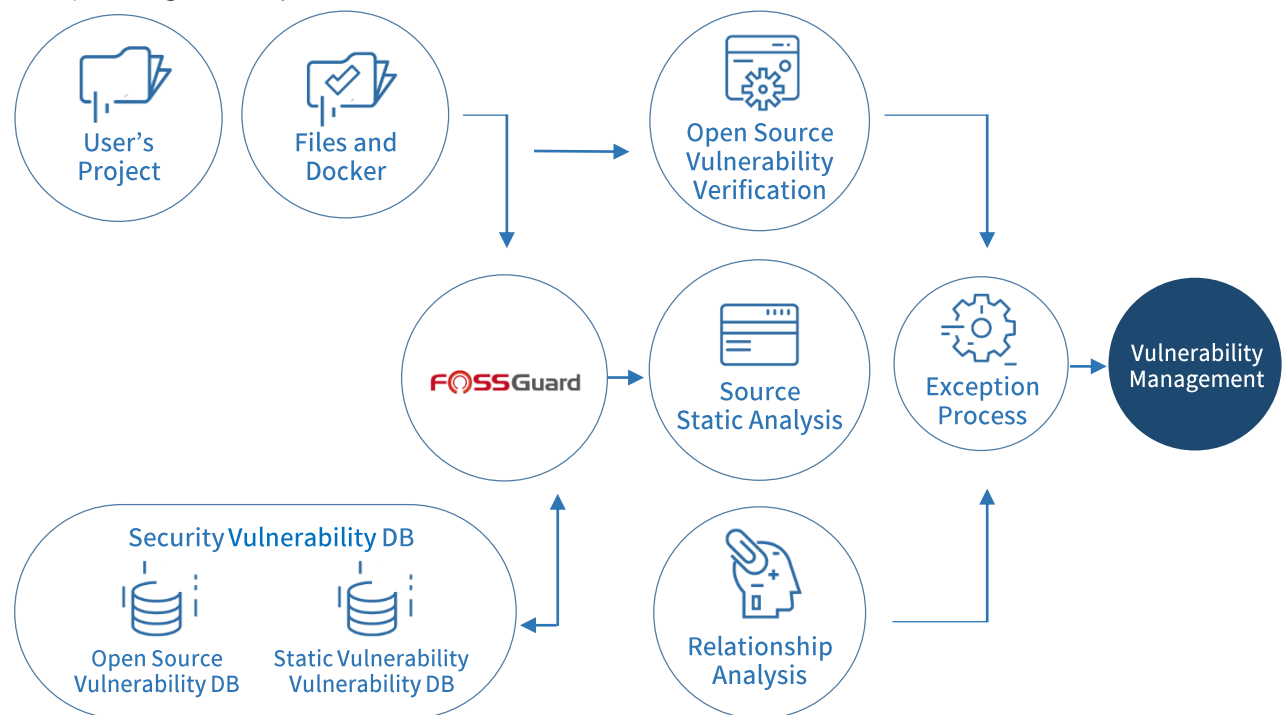 User's
Project
Files and
Docker
Open Source
Vulnerability
Verification
FOSSGuard
Source
Static Analysis
Exception
Process
Vulnerability
Management
Security Vulnerability DB
Open Source
Vulnerability DB
Static Vulnerability
Vulnerability DB
Relationship
Analysis